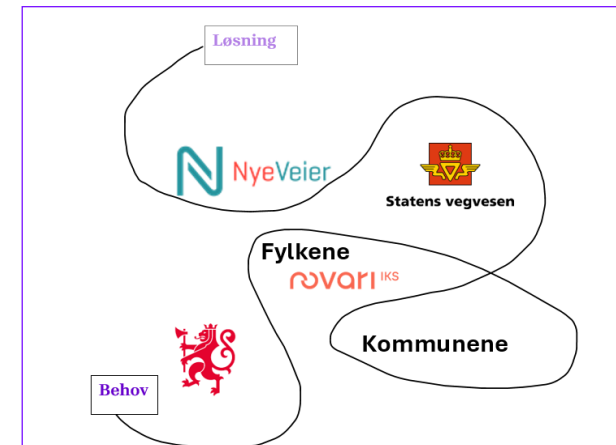 Løsning
NyeVeier
Statens vegvesen
Fylkene
novari IKS
Kommunene
Behov